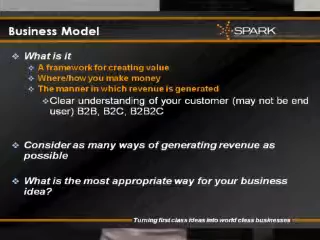 Business Model
SPARK
What is it
A framework for creating value
Where/how you make money
The manner in which revenue is generated
Clear understanding of your customer (may not be end
user) B2B, B2C, B2B2C
Consider as many ways of generating revenue as
possible
What is the most appropriate way for your business
idea?
Turning first class ideas into world class businesses